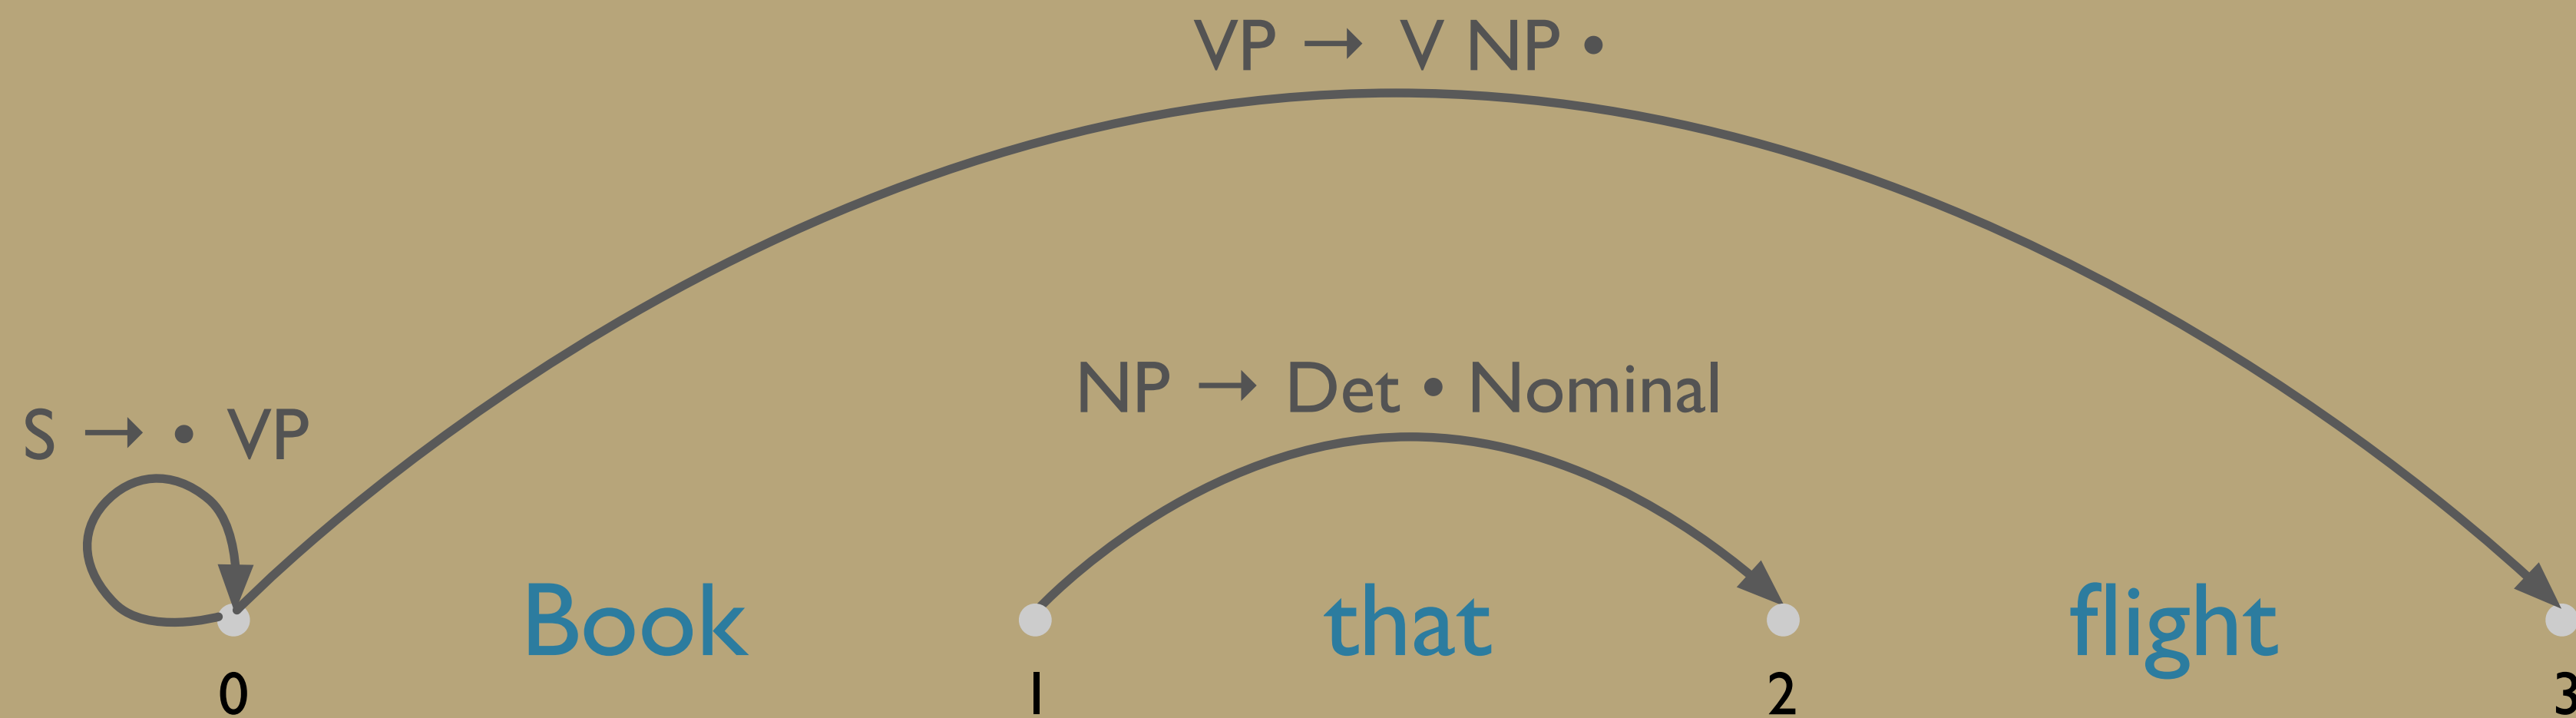 VP → V NP •
NP → Det • Nominal
S → • VP
Book that flight
0 1 2 3